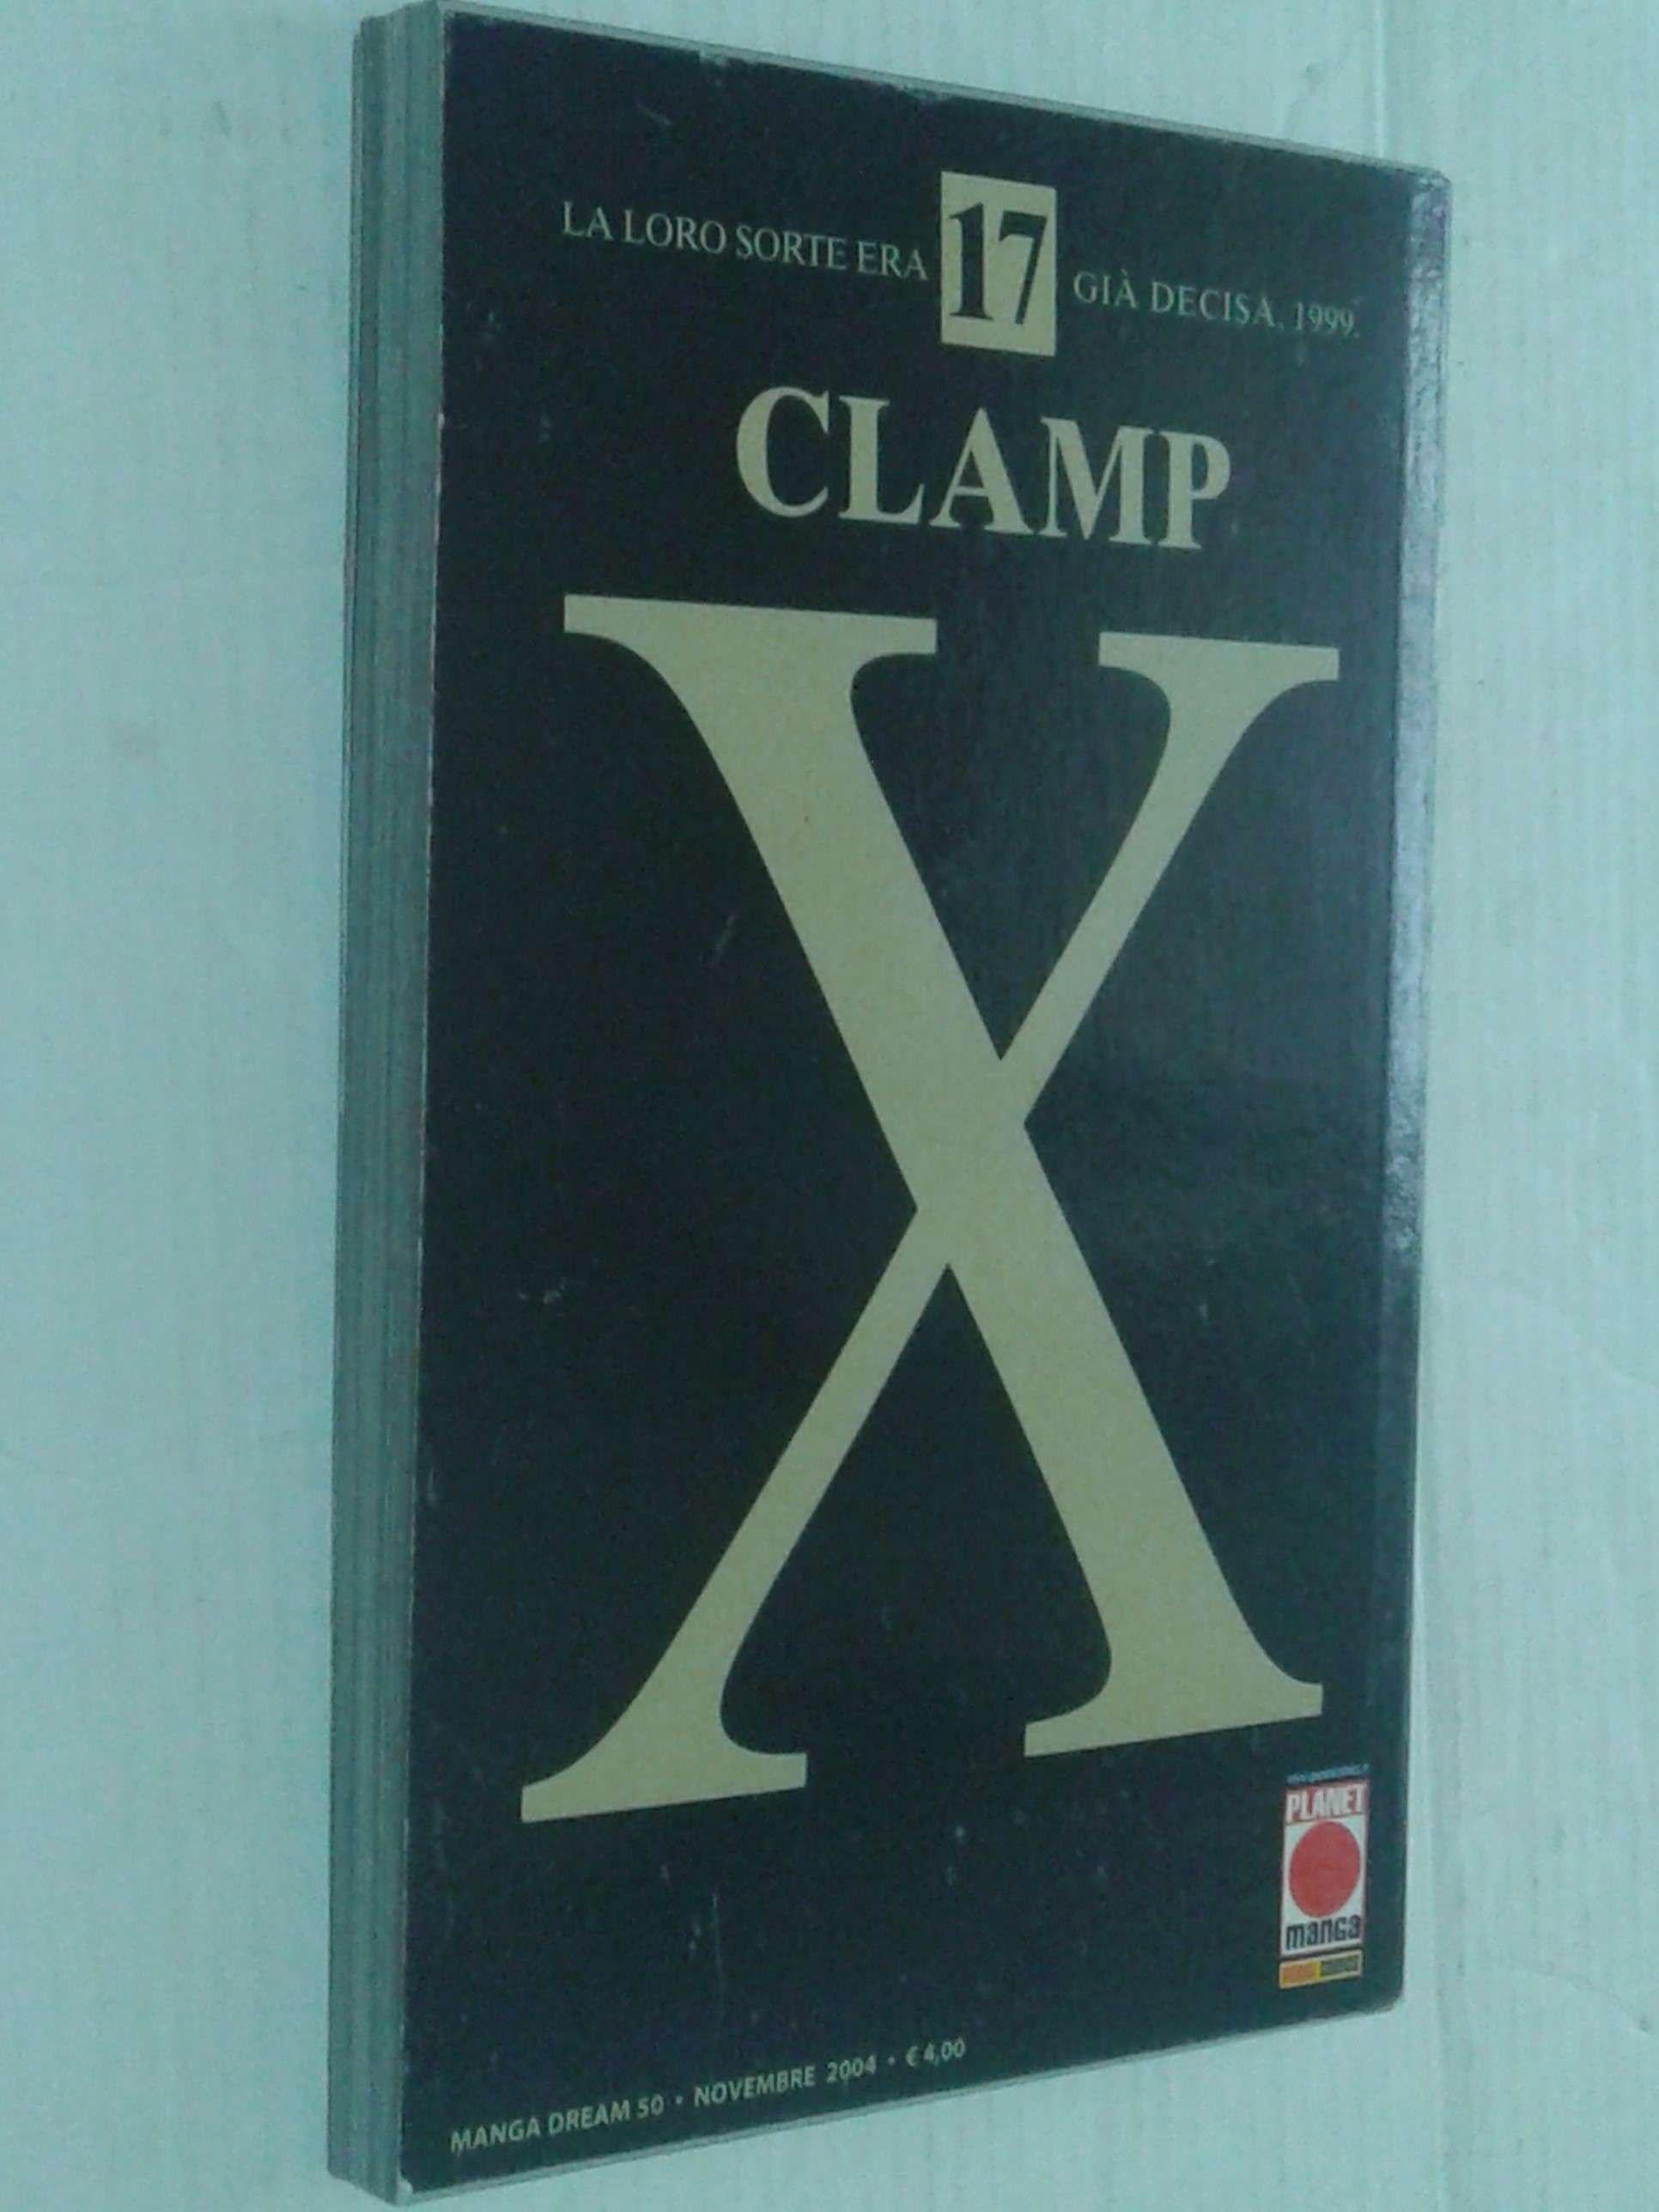 LA LORO SORTE ERA 17 GIÀ DECISA. 1999.
CLAMP
X
PLANET
manga
MANGA DREAM 50 • NOVEMBRE 2004 • € 4,00